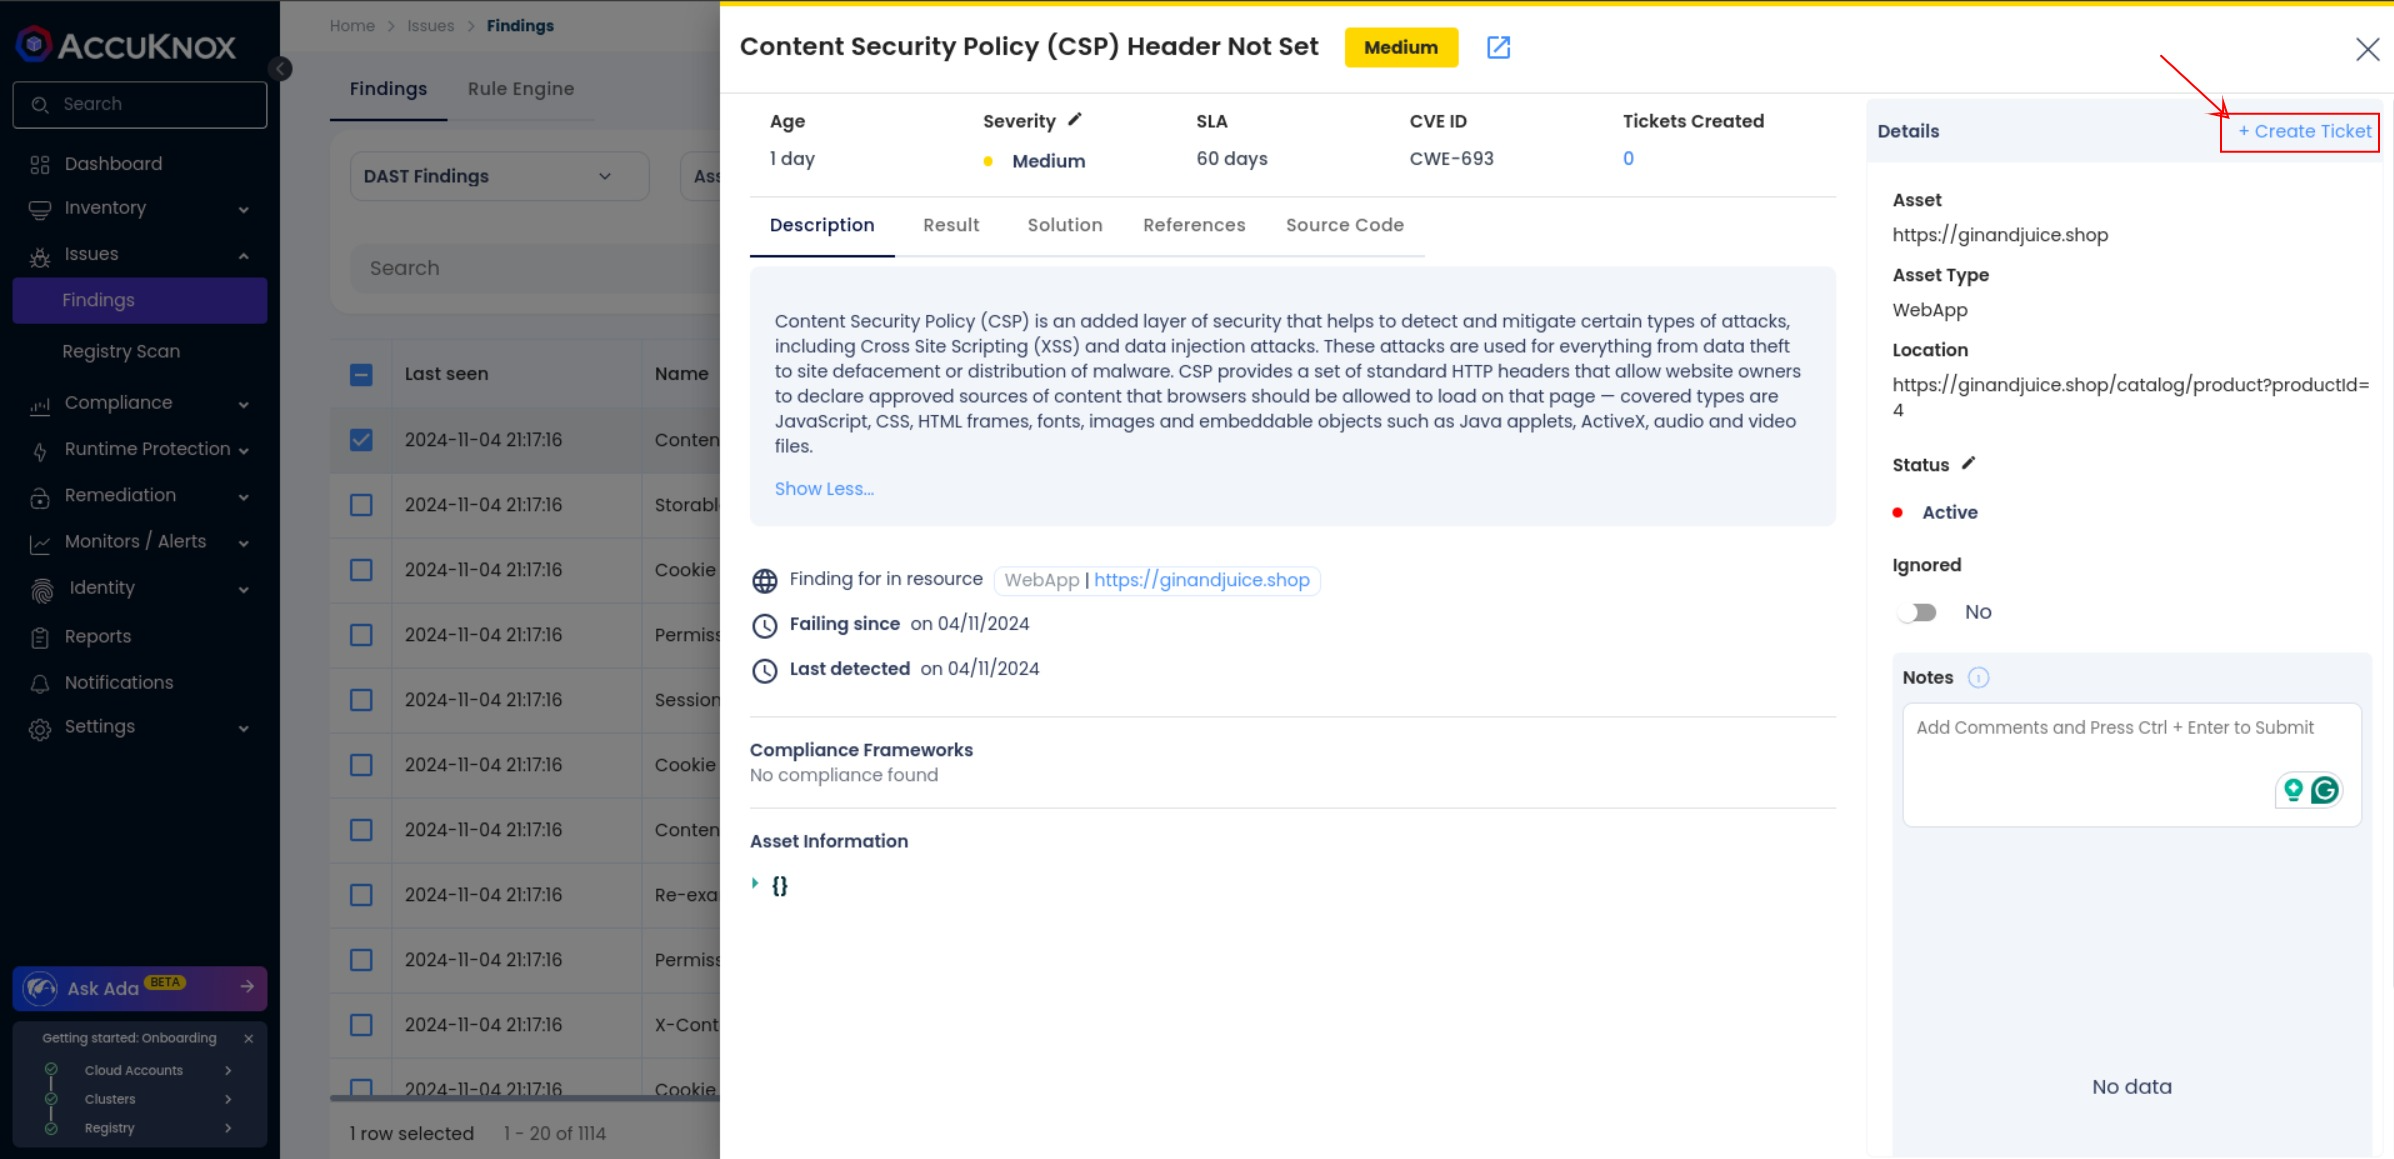 ACCUKNOX
Search
Dashboard
Inventory
Issues
Findings
Registry Scan
Compliance
Runtime Protection
Remediation
Monitors / Alerts
Identity
Reports
Notifications
Settings
Ask Ada BETA
Getting started: Onboarding
Cloud Accounts
Clusters
Registry
Home > Issues > Findings
Findings Rule Engine
DAST Findings
Ass
Search
Last seen Name
2024-11-04 21:17:16 Conten
2024-11-04 21:17:16 Storabl
2024-11-04 21:17:16 Cookie
2024-11-04 21:17:16 Permiss
2024-11-04 21:17:16 Session
2024-11-04 21:17:16 Cookie
2024-11-04 21:17:16 Conten
2024-11-04 21:17:16 Re-exa
2024-11-04 21:17:16 Permiss
2024-11-04 21:17:16 X-Cont
2024-11-04 21:17:16 Cookie
1 row selected 1 - 20 of 1114
Content Security Policy (CSP) Header Not Set Medium
Age Severity SLA CVE ID Tickets Created
1 day Medium 60 days CWE-693 0
Description Result Solution References Source Code
Content Security Policy (CSP) is an added layer of security that helps to detect and mitigate certain types of attacks,
including Cross Site Scripting (XSS) and data injection attacks. These attacks are used for everything from data theft
to site defacement or distribution of malware. CSP provides a set of standard HTTP headers that allow website owners
to declare approved sources of content that browsers should be allowed to load on that page — covered types are
JavaScript, CSS, HTML frames, fonts, images and embeddable objects such as Java applets, ActiveX, audio and video
files.
Show Less...
Finding for in resource WebApp | https://ginandjuice.shop
Failing since on 04/11/2024
Last detected on 04/11/2024
Compliance Frameworks
No compliance found
Asset Information
{}
Details + Create Ticket
Asset
https://ginandjuice.shop
Asset Type
WebApp
Location
https://ginandjuice.shop/catalog/product?productId=
4
Status
Active
Ignored
No
Notes
Add Comments and Press Ctrl + Enter to Submit
No data